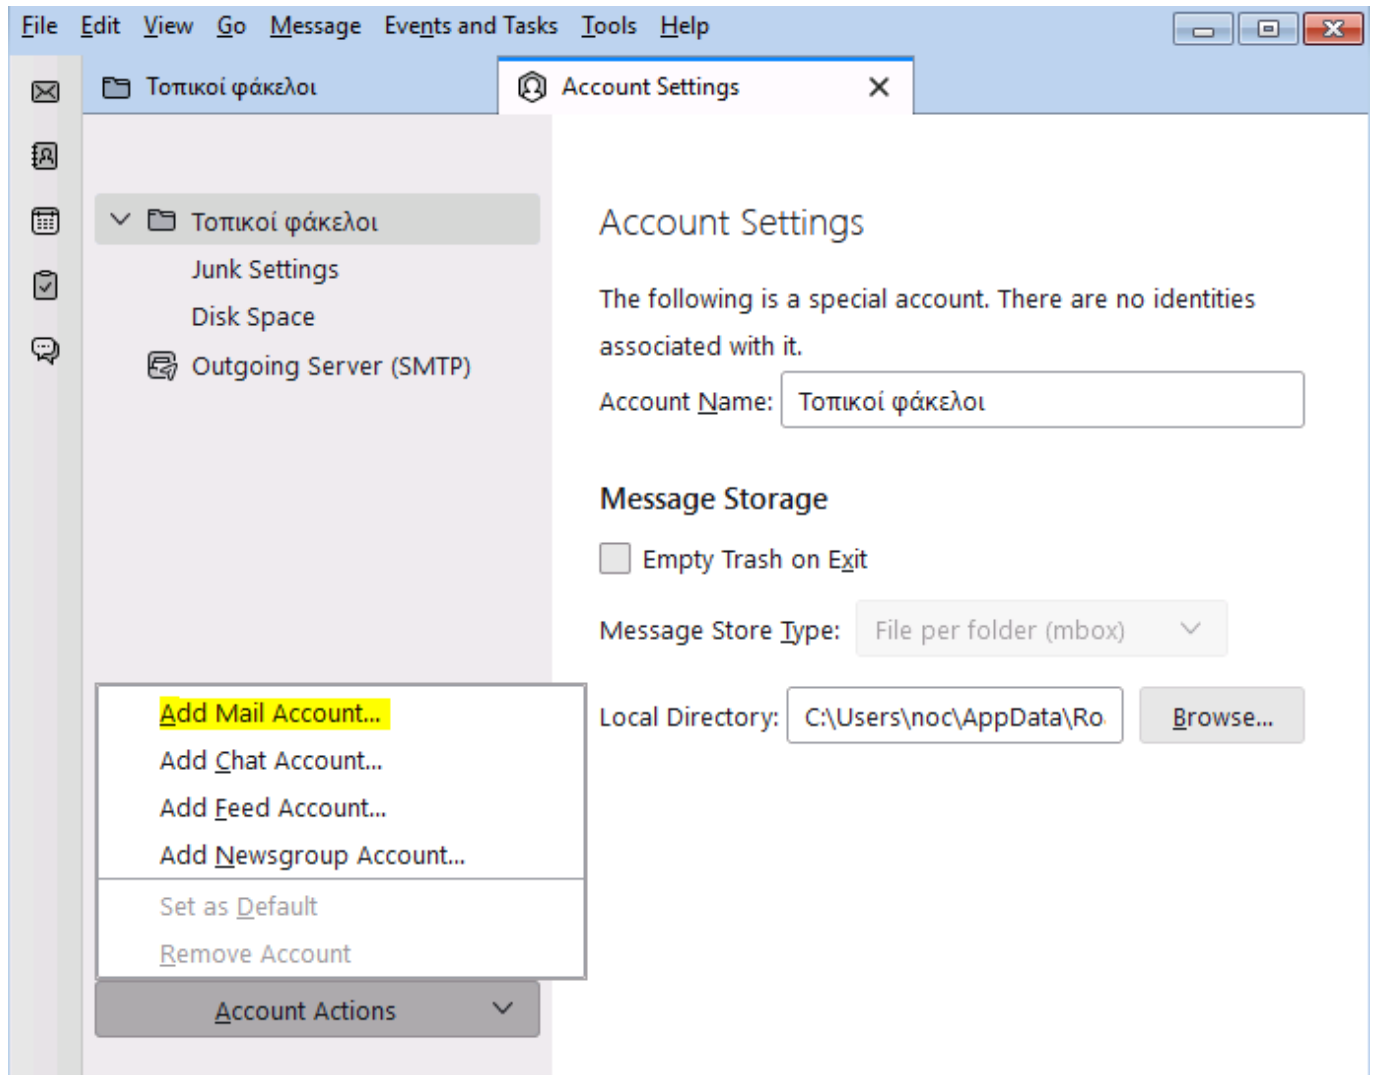 File Edit View Go Message Events and Tasks Tools Help
Τοπικοί φάκελοι
Account Settings
Τοπικοί φάκελοι
Junk Settings
Disk Space
Outgoing Server (SMTP)
Account Settings
The following is a special account. There are no identities
associated with it.
Account Name: Τοπικοί φάκελοι
Message Storage
Empty Trash on Exit
Message Store Type: File per folder (mbox)
Local Directory: C:\Users\noc\AppData\Ro Browse...
Add Mail Account...
Add Chat Account...
Add Feed Account...
Add Newsgroup Account...
Set as Default
Remove Account
Account Actions